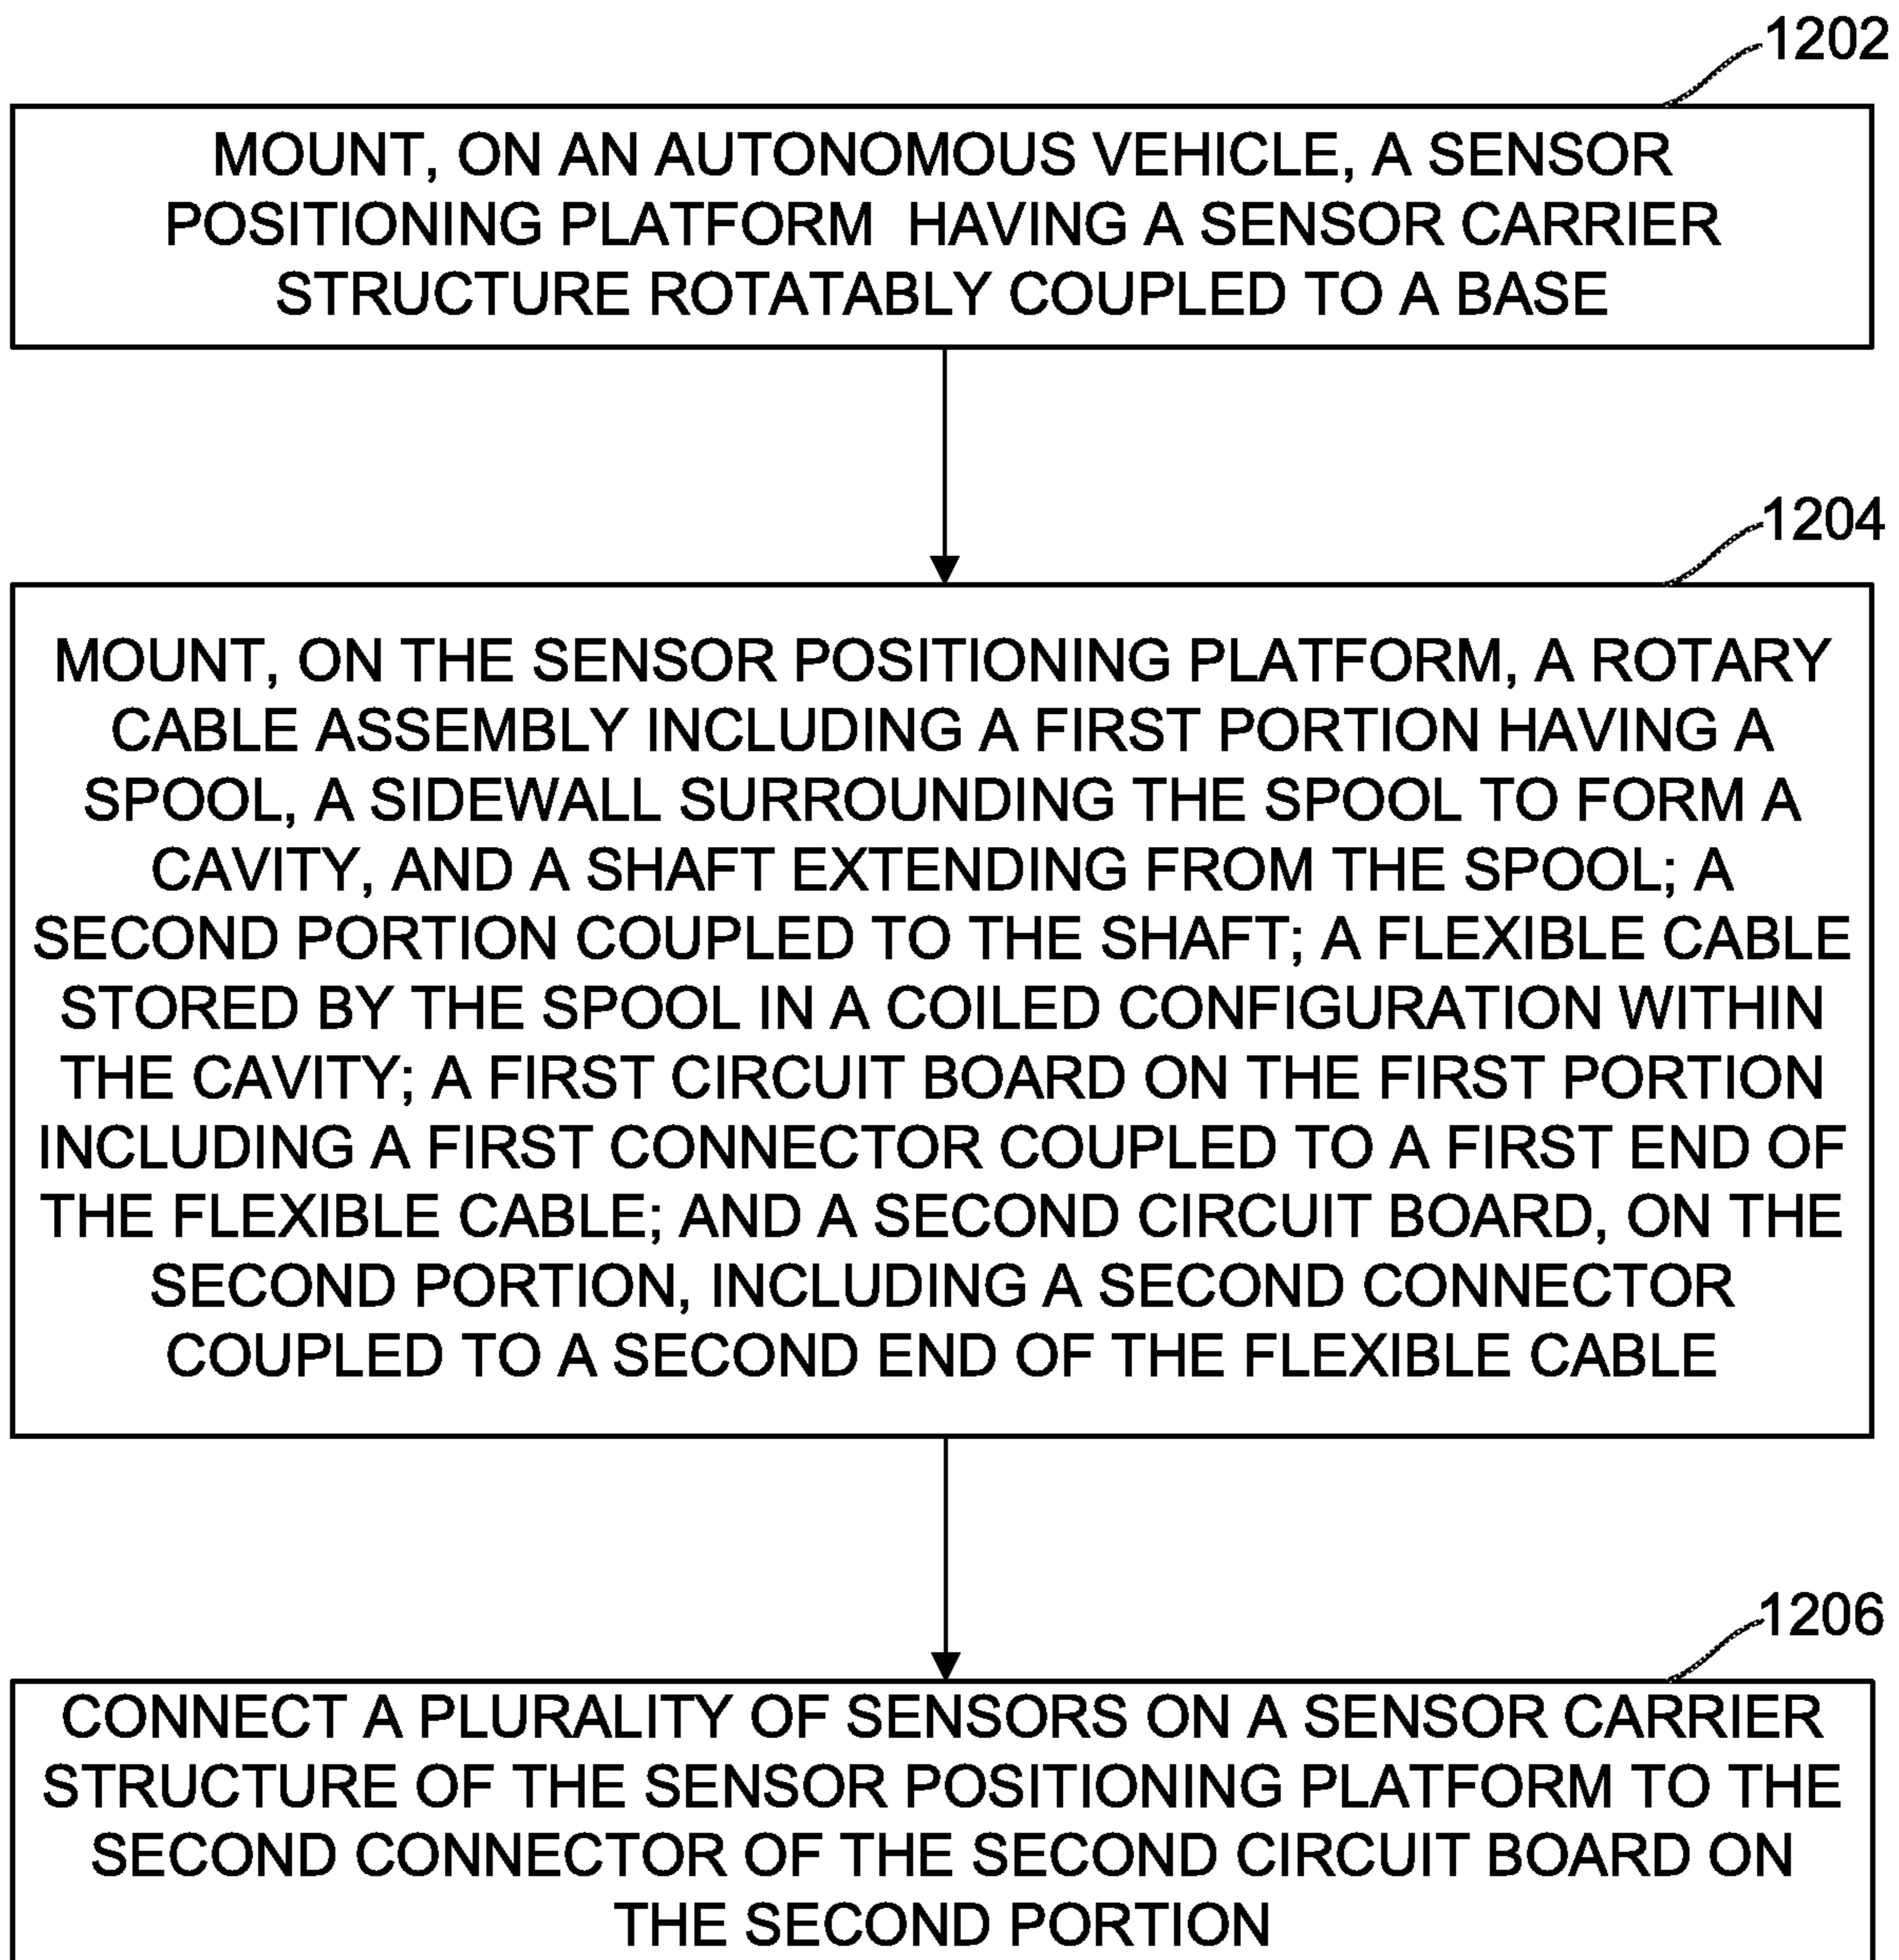 1202
MOUNT, ON AN AUTONOMOUS VEHICLE, A SENSOR
POSITIONING PLATFORM HAVING A SENSOR CARRIER
STRUCTURE ROTATABLY COUPLED TO A BASE
1204
MOUNT, ON THE SENSOR POSITIONING PLATFORM, A ROTARY
CABLE ASSEMBLY INCLUDING A FIRST PORTION HAVING A
SPOOL, A SIDEWALL SURROUNDING THE SPOOL TO FORM A
CAVITY, AND A SHAFT EXTENDING FROM THE SPOOL; A
SECOND PORTION COUPLED TO THE SHAFT; A FLEXIBLE CABLE
STORED BY THE SPOOL IN A COILED CONFIGURATION WITHIN
THE CAVITY; A FIRST CIRCUIT BOARD ON THE FIRST PORTION
INCLUDING A FIRST CONNECTOR COUPLED TO A FIRST END OF
THE FLEXIBLE CABLE; AND A SECOND CIRCUIT BOARD, ON THE
SECOND PORTION, INCLUDING A SECOND CONNECTOR
COUPLED TO A SECOND END OF THE FLEXIBLE CABLE
1206
CONNECT A PLURALITY OF SENSORS ON A SENSOR CARRIER
STRUCTURE OF THE SENSOR POSITIONING PLATFORM TO THE
SECOND CONNECTOR OF THE SECOND CIRCUIT BOARD ON
THE SECOND PORTION